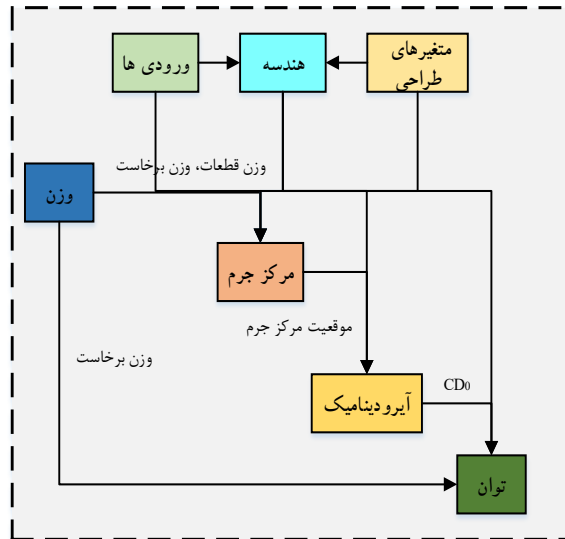 متغیرهای
طراحی
هندسه
ورودی ها
وزن قطعات، وزن برخاست
وزن
مرکز جرم
موقعیت مرکز جرم
وزن برخاست
CD₀
آیرودینامیک
توان